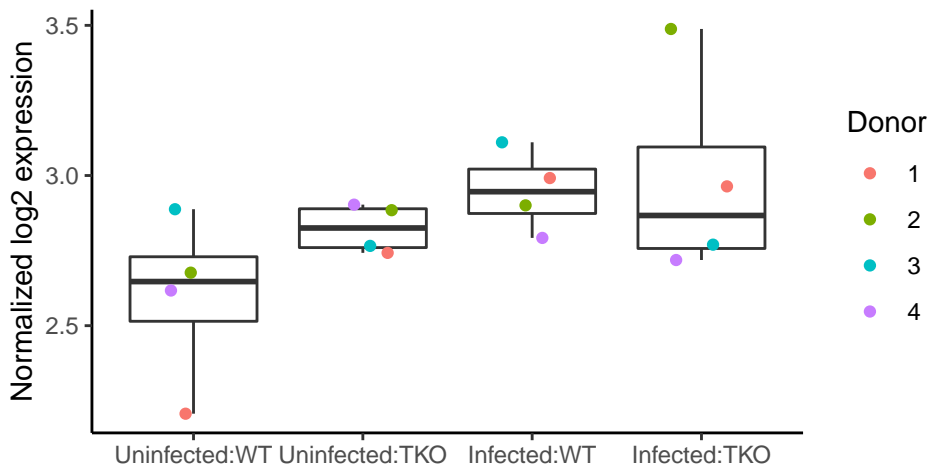 Normalized log2 expression
3.5
3.0
2.5
Uninfected:WT
Uninfected:TKO
Infected:WT
Infected:TKO
Donor
1
2
3
4